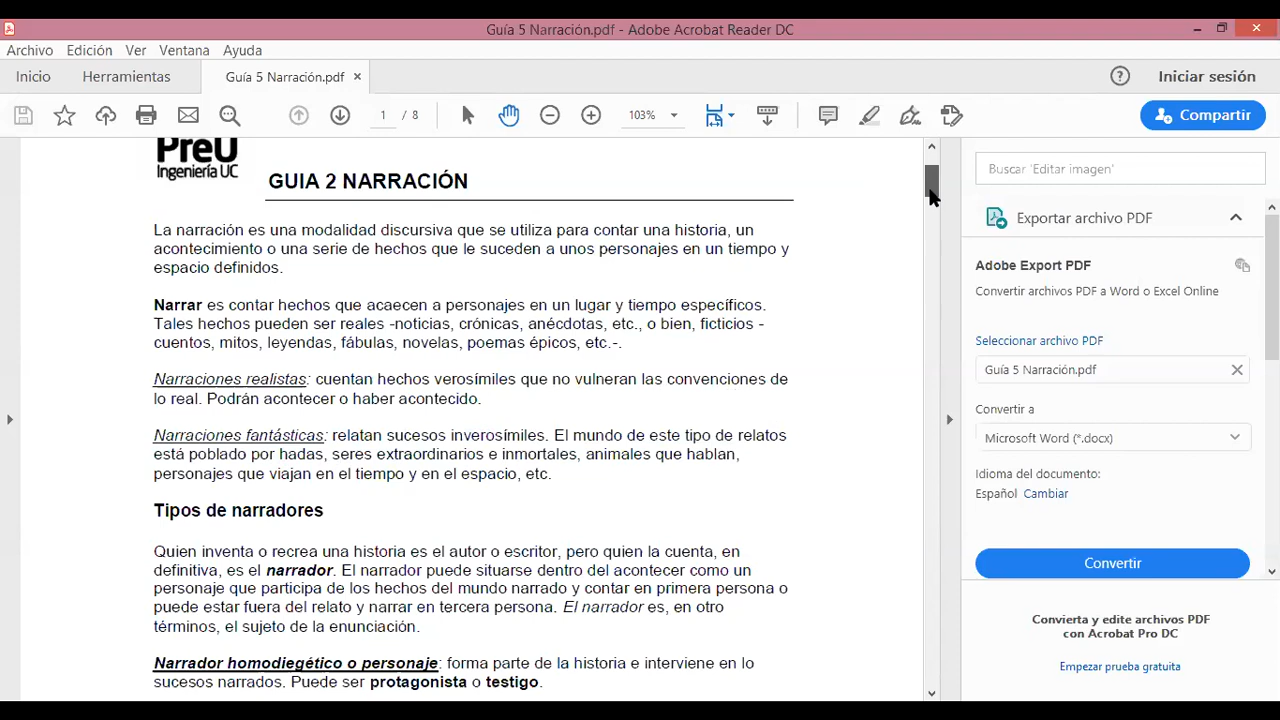 Guía 5 Narración.pdf - Adobe Acrobat Reader DC
Archivo Edición Ver Ventana Ayuda
Inicio Herramientas Guía 5 Narración.pdf × Iniciar sesión
1 / 8 103% Compartir
PreU
Ingeniería UC
GUIA 2 NARRACIÓN
La narración es una modalidad discursiva que se utiliza para contar una historia, un
acontecimiento o una serie de hechos que le suceden a unos personajes en un tiempo y
espacio definidos.
Narrar es contar hechos que acaecen a personajes en un lugar y tiempo específicos.
Tales hechos pueden ser reales -noticias, crónicas, anécdotas, etc., o bien, ficticios -
cuentos, mitos, leyendas, fábulas, novelas, poemas épicos, etc.-.
Narraciones realistas: cuentan hechos verosímiles que no vulneran las convenciones de
lo real. Podrán acontecer o haber acontecido.
Narraciones fantásticas: relatan sucesos inverosímiles. El mundo de este tipo de relatos
está poblado por hadas, seres extraordinarios e inmortales, animales que hablan,
personajes que viajan en el tiempo y en el espacio, etc.
Tipos de narradores
Quien inventa o recrea una historia es el autor o escritor, pero quien la cuenta, en
definitiva, es el narrador. El narrador puede situarse dentro del acontecer como un
personaje que participa de los hechos del mundo narrado y contar en primera persona o
puede estar fuera del relato y narrar en tercera persona. El narrador es, en otro
términos, el sujeto de la enunciación.
Narrador homodiegético o personaje: forma parte de la historia e interviene en lo
sucesos narrados. Puede ser protagonista o testigo.
Buscar 'Editar imagen'
Exportar archivo PDF
Adobe Export PDF
Convertir archivos PDF a Word o Excel Online
Seleccionar archivo PDF
Guía 5 Narración.pdf
Convertir a
Microsoft Word (*.docx)
Idioma del documento:
Español Cambiar
Convertir
Convierta y edite archivos PDF
con Acrobat Pro DC
Empezar prueba gratuita